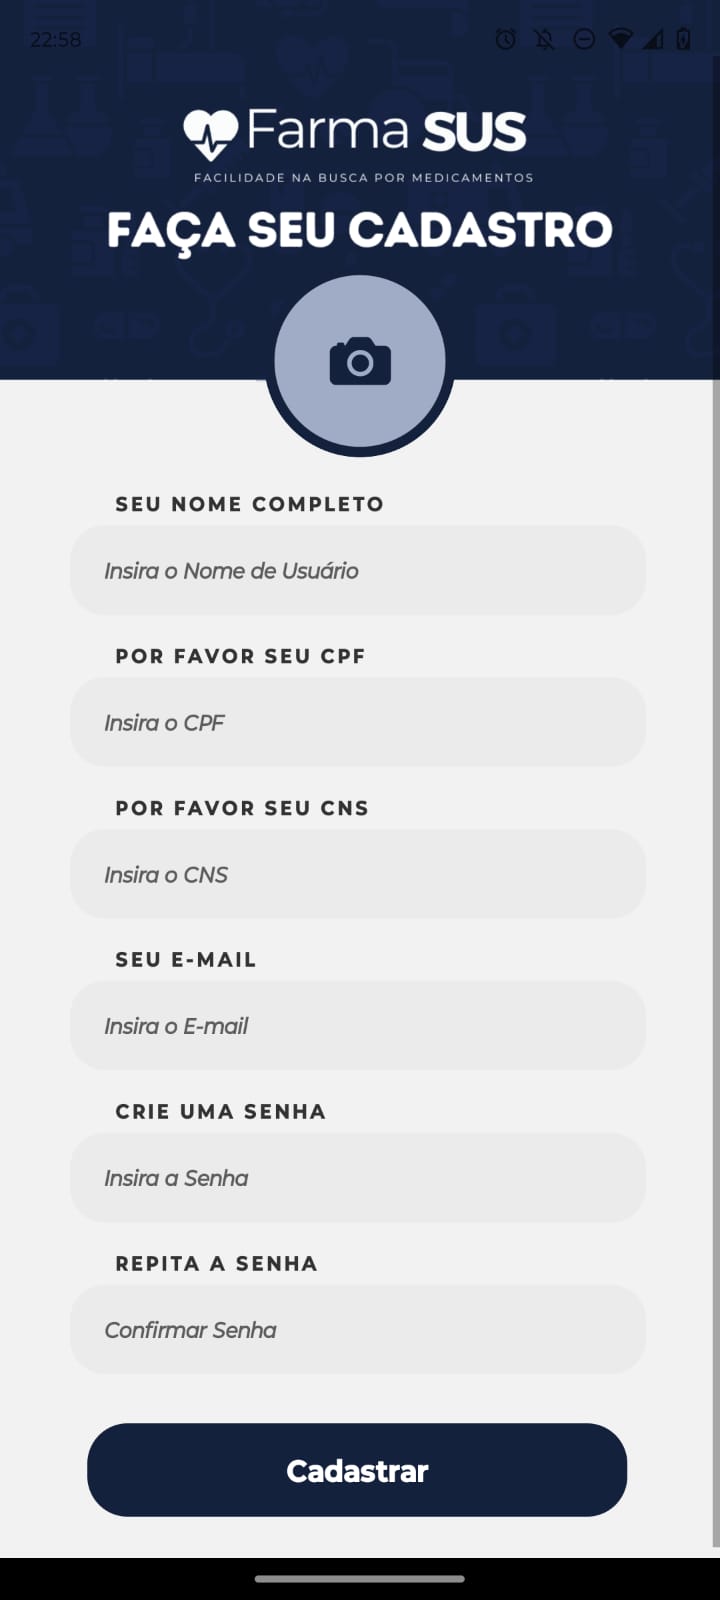 22:58
Farma SUS
FACILIDADE NA BUSCA POR MEDICAMENTOS
FAÇA SEU CADASTRO
SEU NOME COMPLETO
Insira o Nome de Usuário
POR FAVOR SEU CPF
Insira o CPF
POR FAVOR SEU CNS
Insira o CNS
SEU E-MAIL
Insira o E-mail
CRIE UMA SENHA
Insira a Senha
REPITA A SENHA
Confirmar Senha
Cadastrar